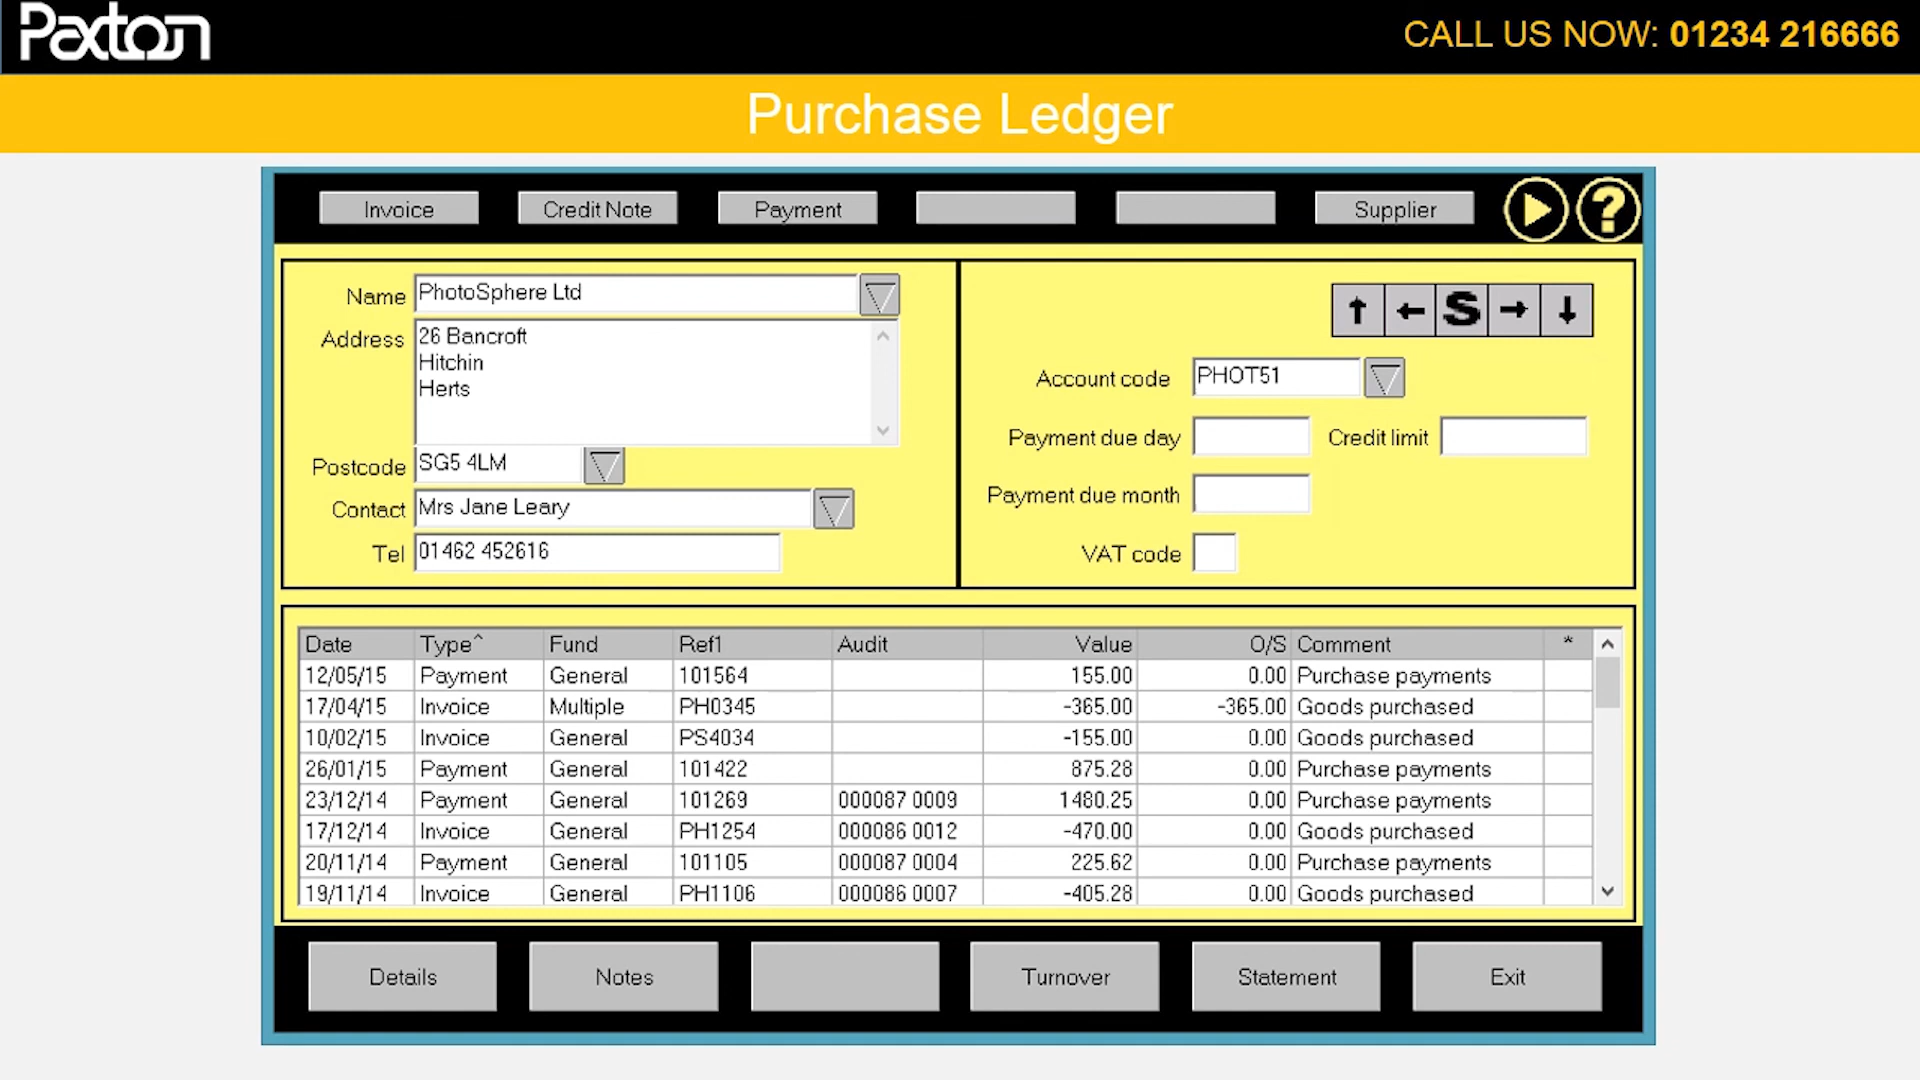 Paxton
CALL US NOW: 01234 216666
Purchase Ledger
Invoice Credit Note Payment Supplier ?
Name PhotoSphere Ltd
Address 26 Bancroft
Hitchin
Herts
Postcode SG5 4LM
Contact Mrs Jane Leary
Tel 01462 452616
S
Account code PHOT51
Payment due day Credit limit
Payment due month
VAT code
Date Type^ Fund Ref1 Audit Value O/S Comment *
12/05/15 Payment General 101564 155.00 0.00 Purchase payments
17/04/15 Invoice Multiple PH0345 -365.00 -365.00 Goods purchased
10/02/15 Invoice General PS4034 -155.00 0.00 Goods purchased
26/01/15 Payment General 101422 875.28 0.00 Purchase payments
23/12/14 Payment General 101269 000087 0009 1480.25 0.00 Purchase payments
17/12/14 Invoice General PH1254 000086 0012 -470.00 0.00 Goods purchased
20/11/14 Payment General 101105 000087 0004 225.62 0.00 Purchase payments
19/11/14 Invoice General PH1106 000086 0007 -405.28 0.00 Goods purchased
Details Notes Turnover Statement Exit